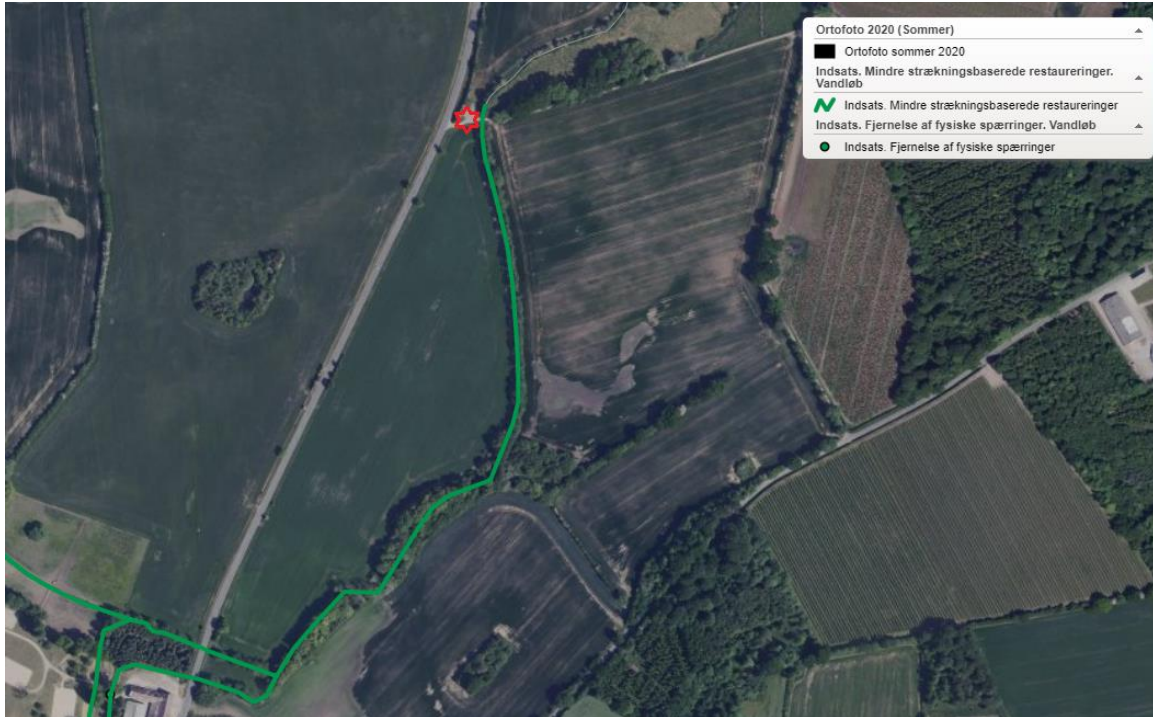 Ortofoto 2020 (Sommer)
Ortofoto sommer 2020
Indsats. Mindre strækningsbaserede restaureringer.
Vandløb
Indsats. Mindre strækningsbaserede restaureringer
Indsats. Fjernelse af fysiske spærringer. Vandløb
Indsats. Fjernelse af fysiske spærringer